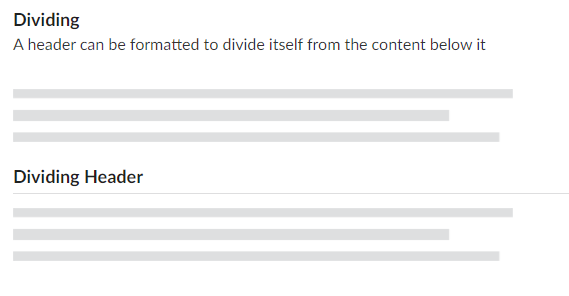 Dividing
A header can be formatted to divide itself from the content below it
Dividing Header